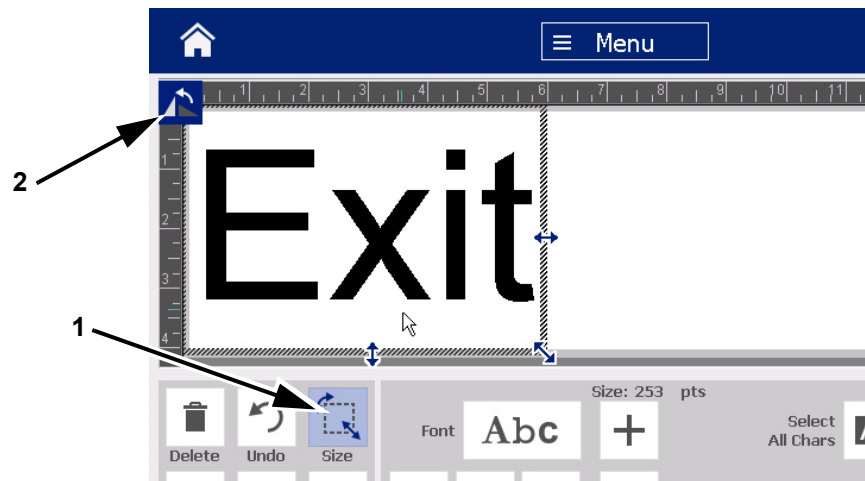 ≡ Menu
1 2 3 4 5 6 7 8 9 10 11
2
1
2
3
4
Exit
1
Size: 253 pts
Font Abc +
Select
All Chars
Delete Undo Size